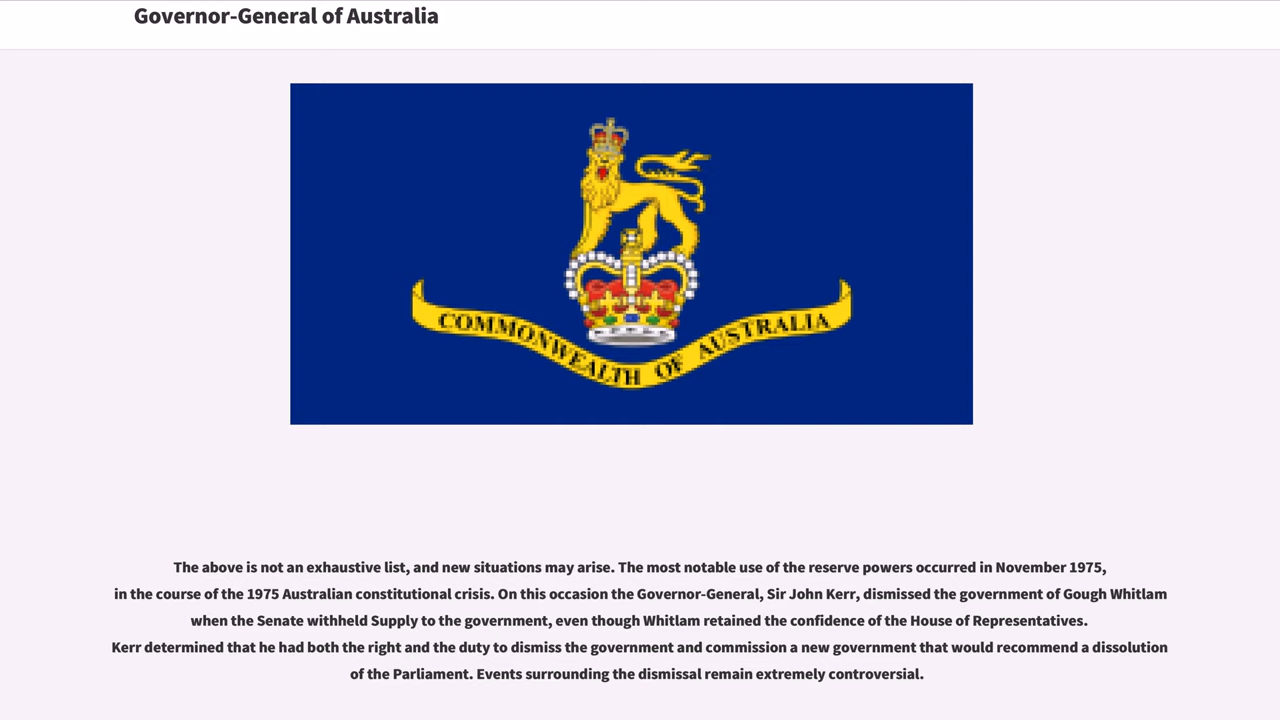 Governor-General of Australia
COMMONWEALTH OF AUSTRALIA
The above is not an exhaustive list, and new situations may arise. The most notable use of the reserve powers occurred in November 1975,
in the course of the 1975 Australian constitutional crisis. On this occasion the Governor-General, Sir John Kerr, dismissed the government of Gough Whitlam
when the Senate withheld Supply to the government, even though Whitlam retained the confidence of the House of Representatives.
Kerr determined that he had both the right and the duty to dismiss the government and commission a new government that would recommend a dissolution
of the Parliament. Events surrounding the dismissal remain extremely controversial.